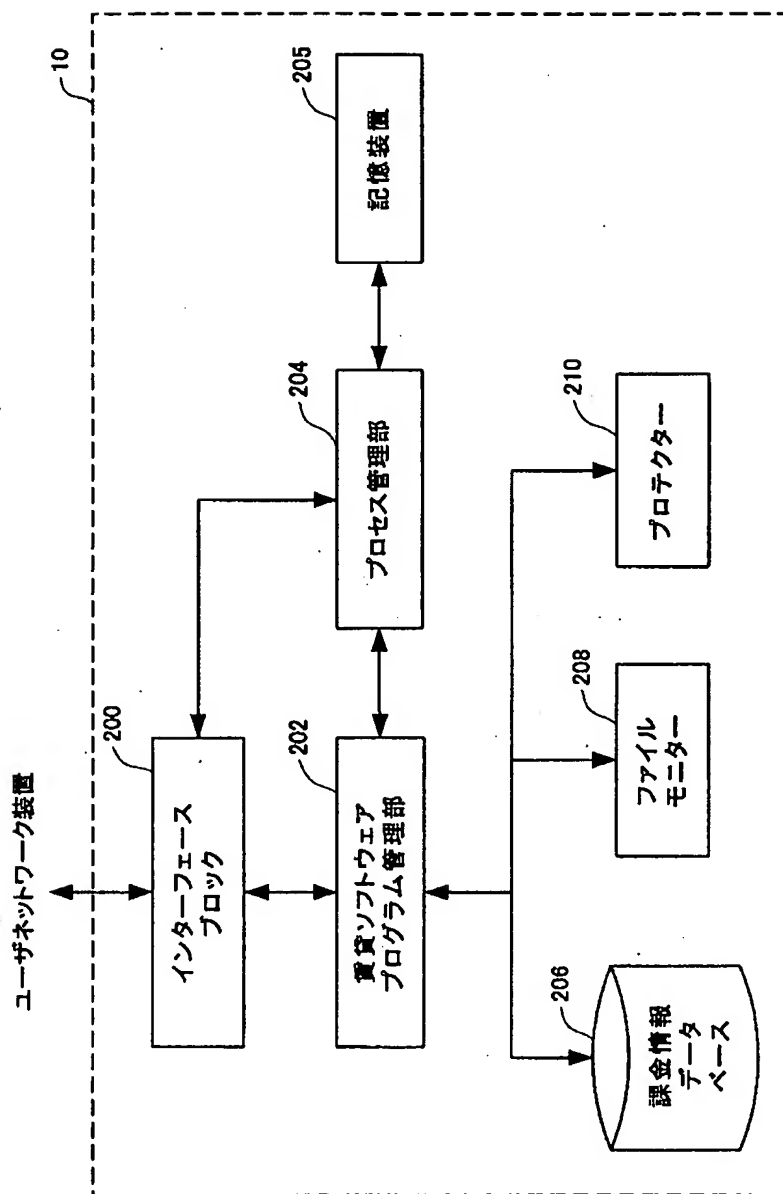 ユーザネットワーク装置
10
200
インターフェース
ブロック
204
プロセス管理部
205
記憶装置
202
賃貸ソフトウェア
プログラム管理部
206
課金情報
データ
ベース
208
ファイル
モニター
210
プロテクター